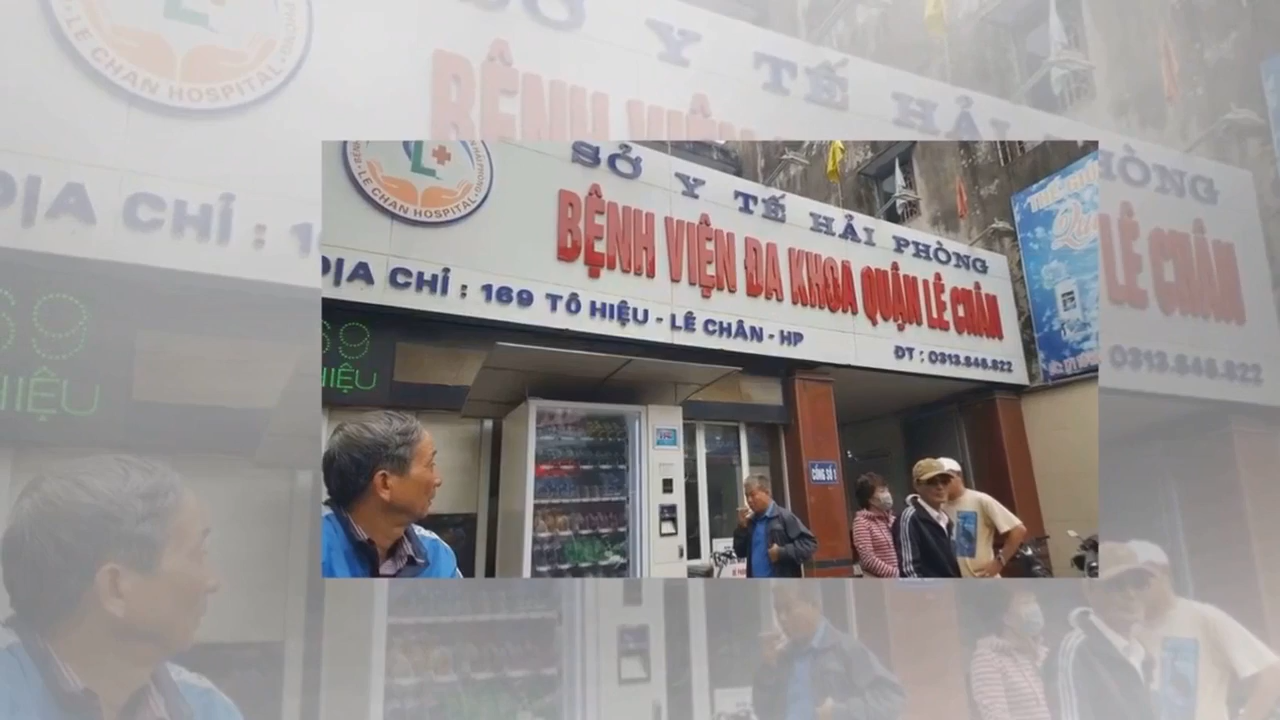 SỞ Y TẾ HẢI PHÒNG
BỆNH VIỆN ĐA KHOA QUẬN LÊ CHÂN
ĐỊA CHỈ : 169 TÔ HIỆU - LÊ CHÂN - HP
ĐT : 0313.846.822
LE CHAN HOSPITAL
69
HIỆU
CỔNG SỐ 1